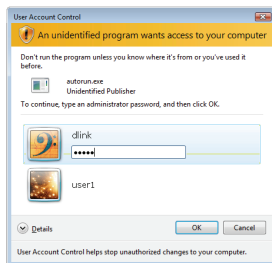 User Account Control
An unidentified program wants access to your computer
Don't run the program unless you know where it's from or you've used it
before.
autorun.exe
Unidentified Publisher
To continue, type an administrator password, and then click OK.
dlink
•••••
user1
Details
OK
Cancel
User Account Control helps stop unauthorized changes to your computer.